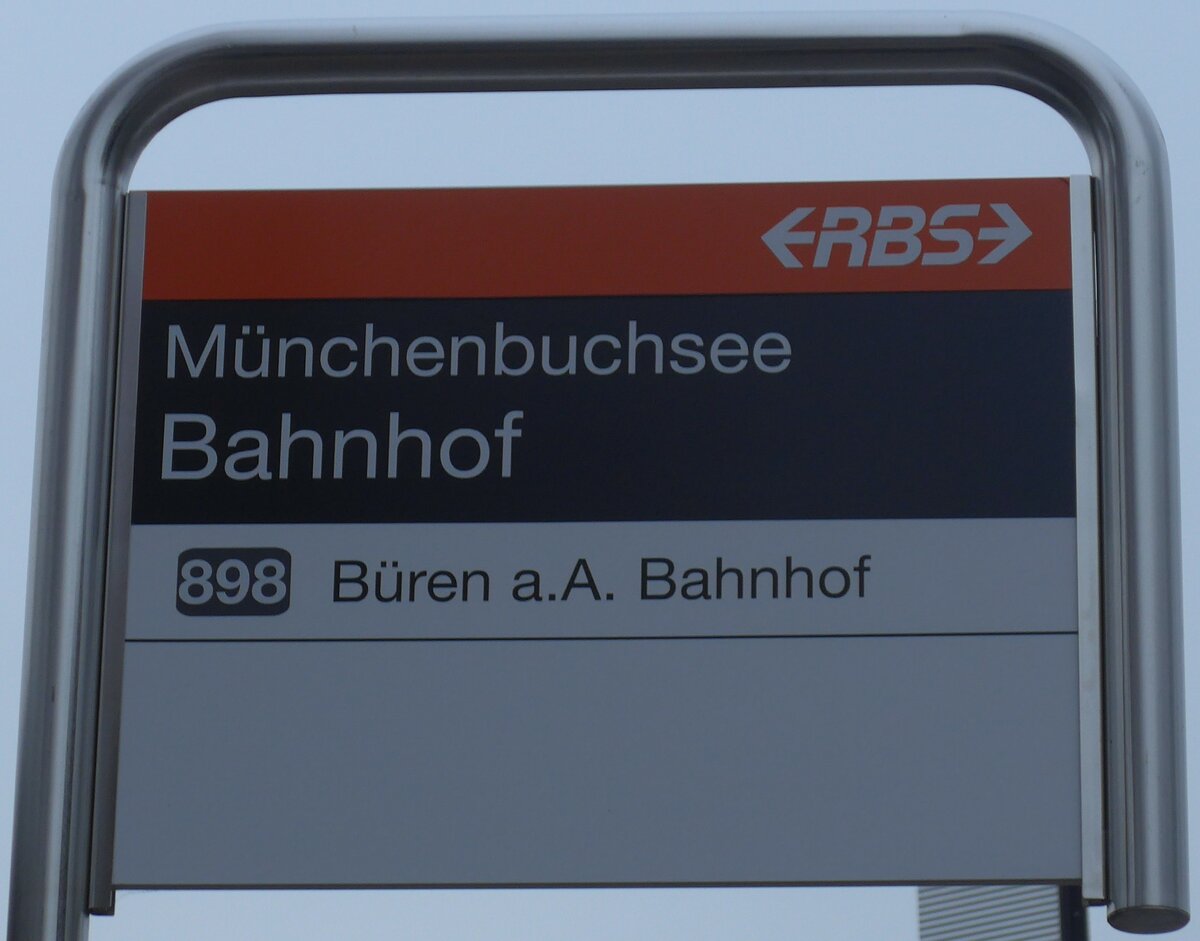 RBS
Münchenbuchsee
Bahnhof
898 Büren a.A. Bahnhof